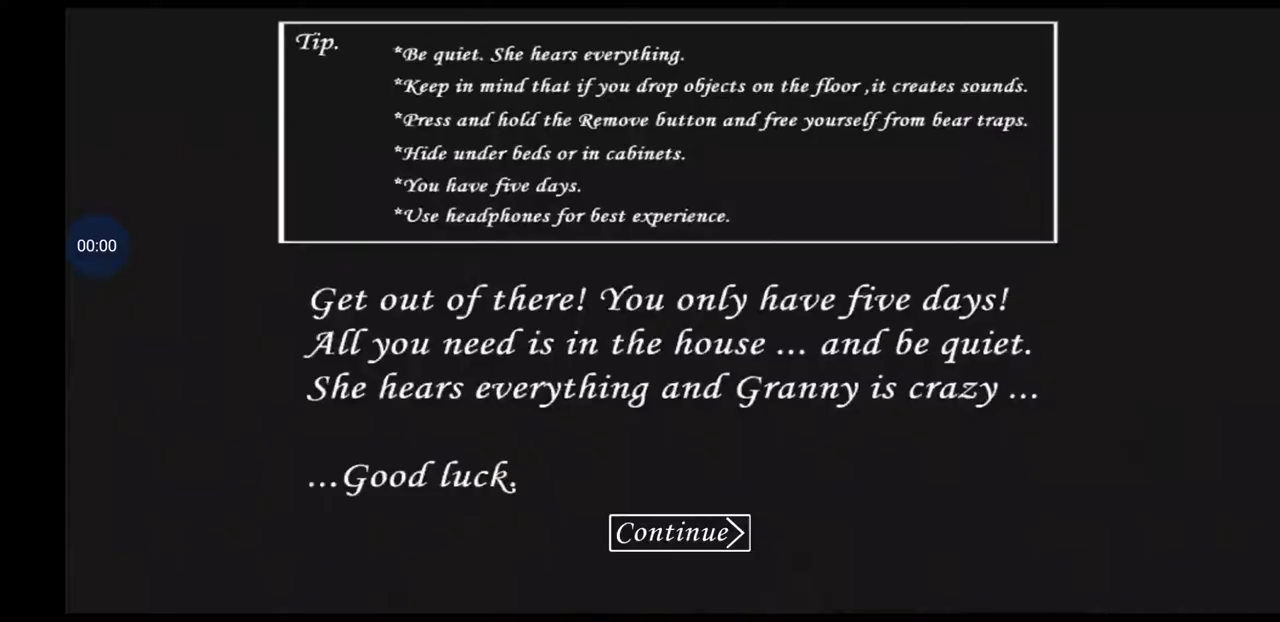 Tip.
*Be quiet. She hears everything.
*Keep in mind that if you drop objects on the floor ,it creates sounds.
*Press and hold the Remove button and free yourself from bear traps.
*Hide under beds or in cabinets.
*You have five days.
*Use headphones for best experience.
00:00
Get out of there! You only have five days!
All you need is in the house ... and be quiet.
She hears everything and Granny is crazy ...
...Good luck.
Continue